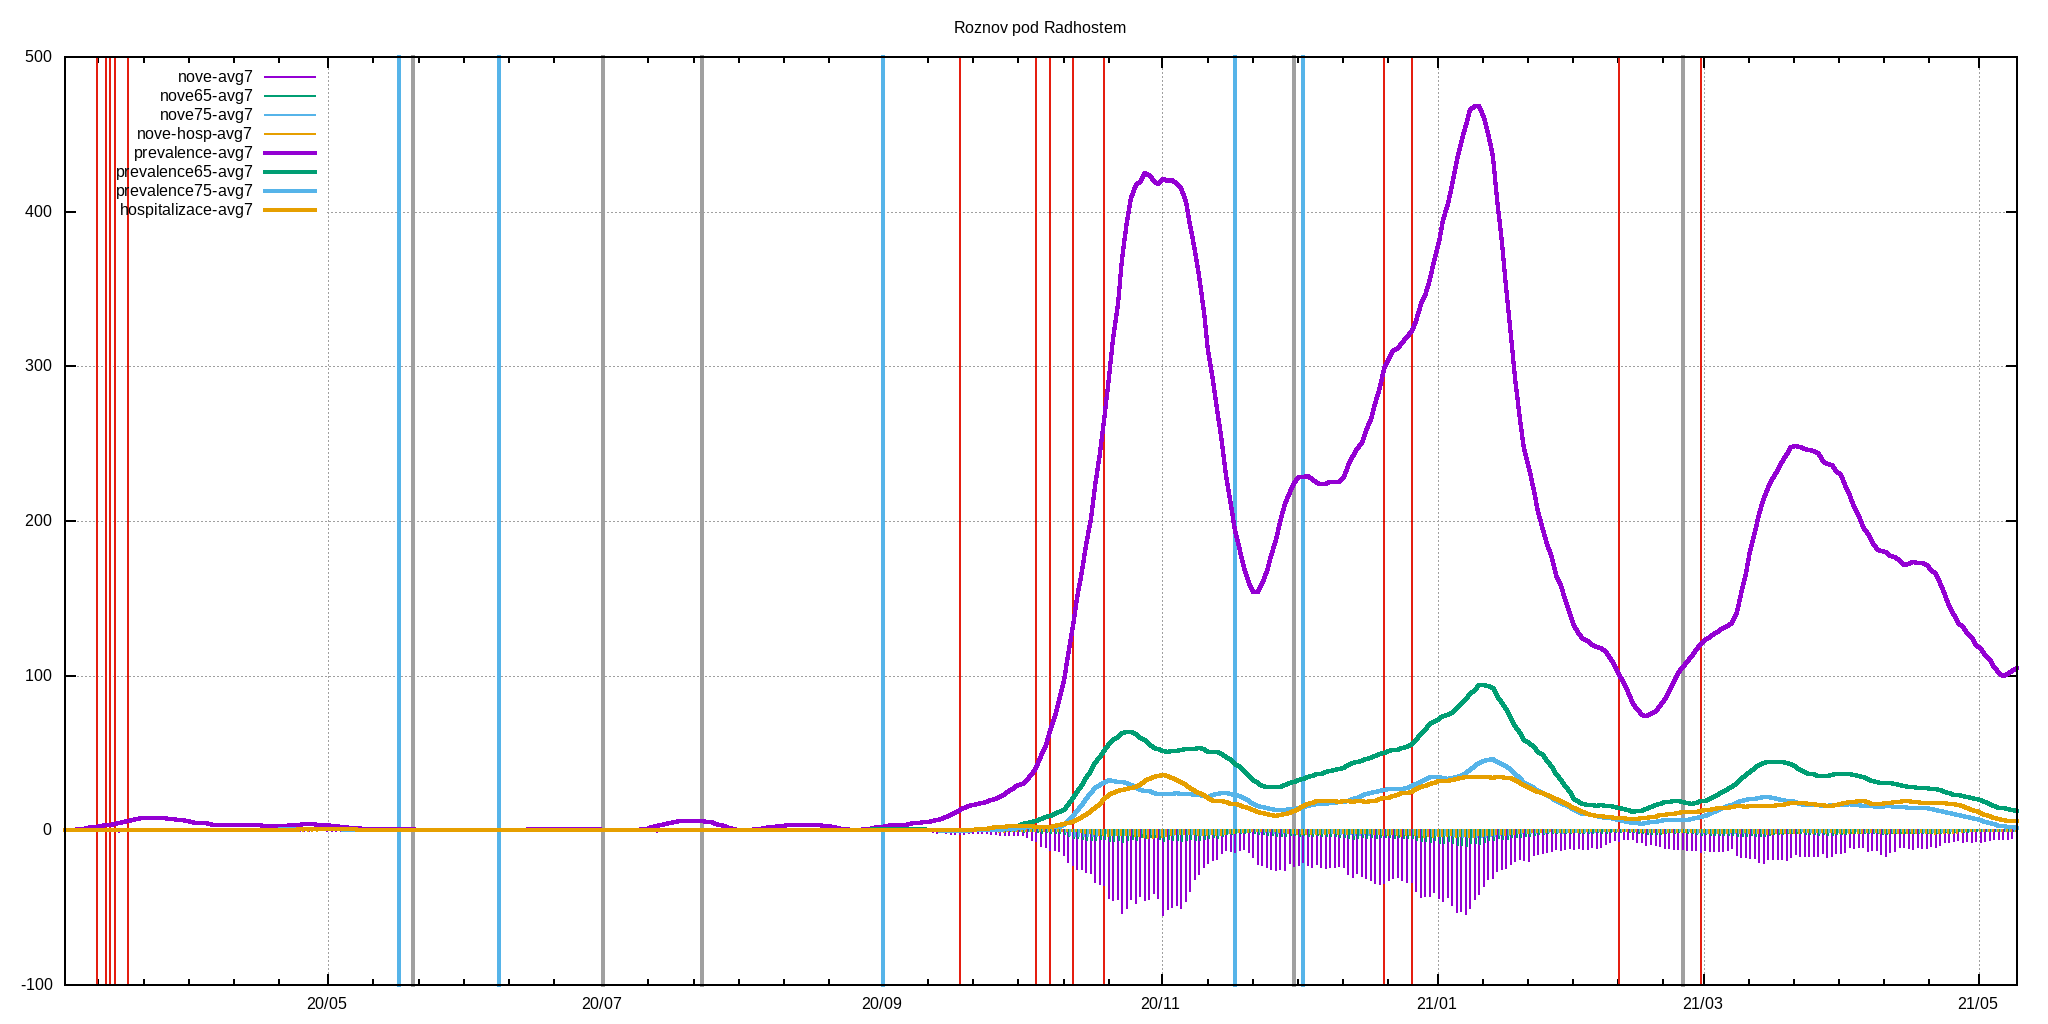 Roznov pod Radhostem
500
400
300
200
100
0
-100
nove-avg7
nove65-avg7
nove75-avg7
nove-hosp-avg7
prevalence-avg7
prevalence65-avg7
prevalence75-avg7
hospitalizace-avg7
20/05 20/07 20/09 20/11 21/01 21/03 21/05